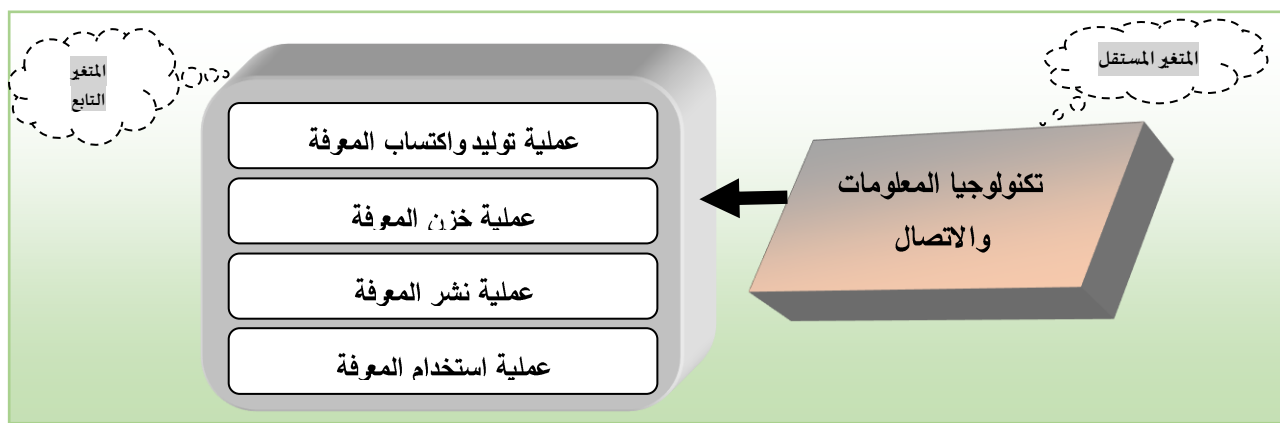 المتغير المستقل
تكنولوجيا المعلومات
والاتصال
المتغير
التابع
عملية توليد واكتساب المعرفة
عملية خزن المعرفة
عملية نشر المعرفة
عملية استخدام المعرفة